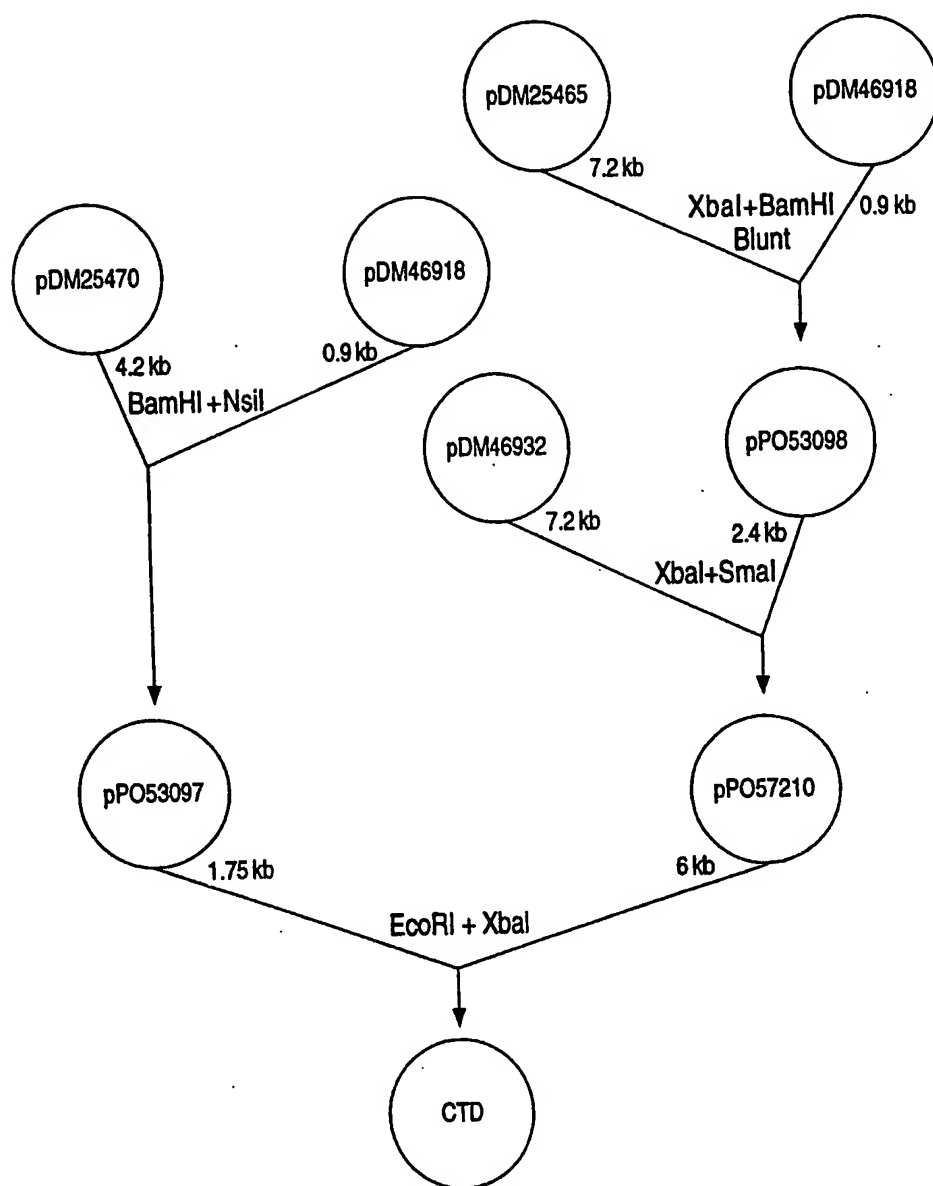 pDM25465
pDM46918
7.2 kb
XbaI+BamHI
Blunt
0.9 kb
pDM25470
pDM46918
4.2 kb
0.9 kb
BamHI +NsiI
pDM46932
pPO53098
7.2 kb
2.4 kb
XbaI+SmaI
pPO53097
pPO57210
1.75 kb
6 kb
EcoRI + XbaI
CTD